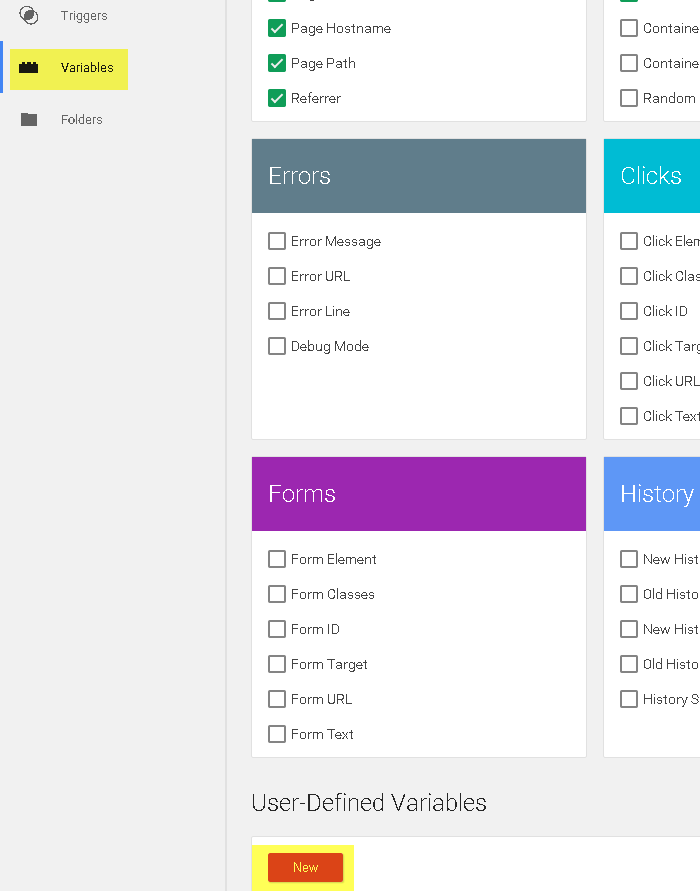 Triggers
Variables
Folders
Page Hostname
Page Path
Referrer
Containe
Containe
Random
Errors
Error Message
Error URL
Error Line
Debug Mode
Clicks
Click Elem
Click Clas
Click ID
Click Targ
Click URL
Click Text
Forms
Form Element
Form Classes
Form ID
Form Target
Form URL
Form Text
History
New Hist
Old Histo
New Hist
Old Histo
History S
User-Defined Variables
New